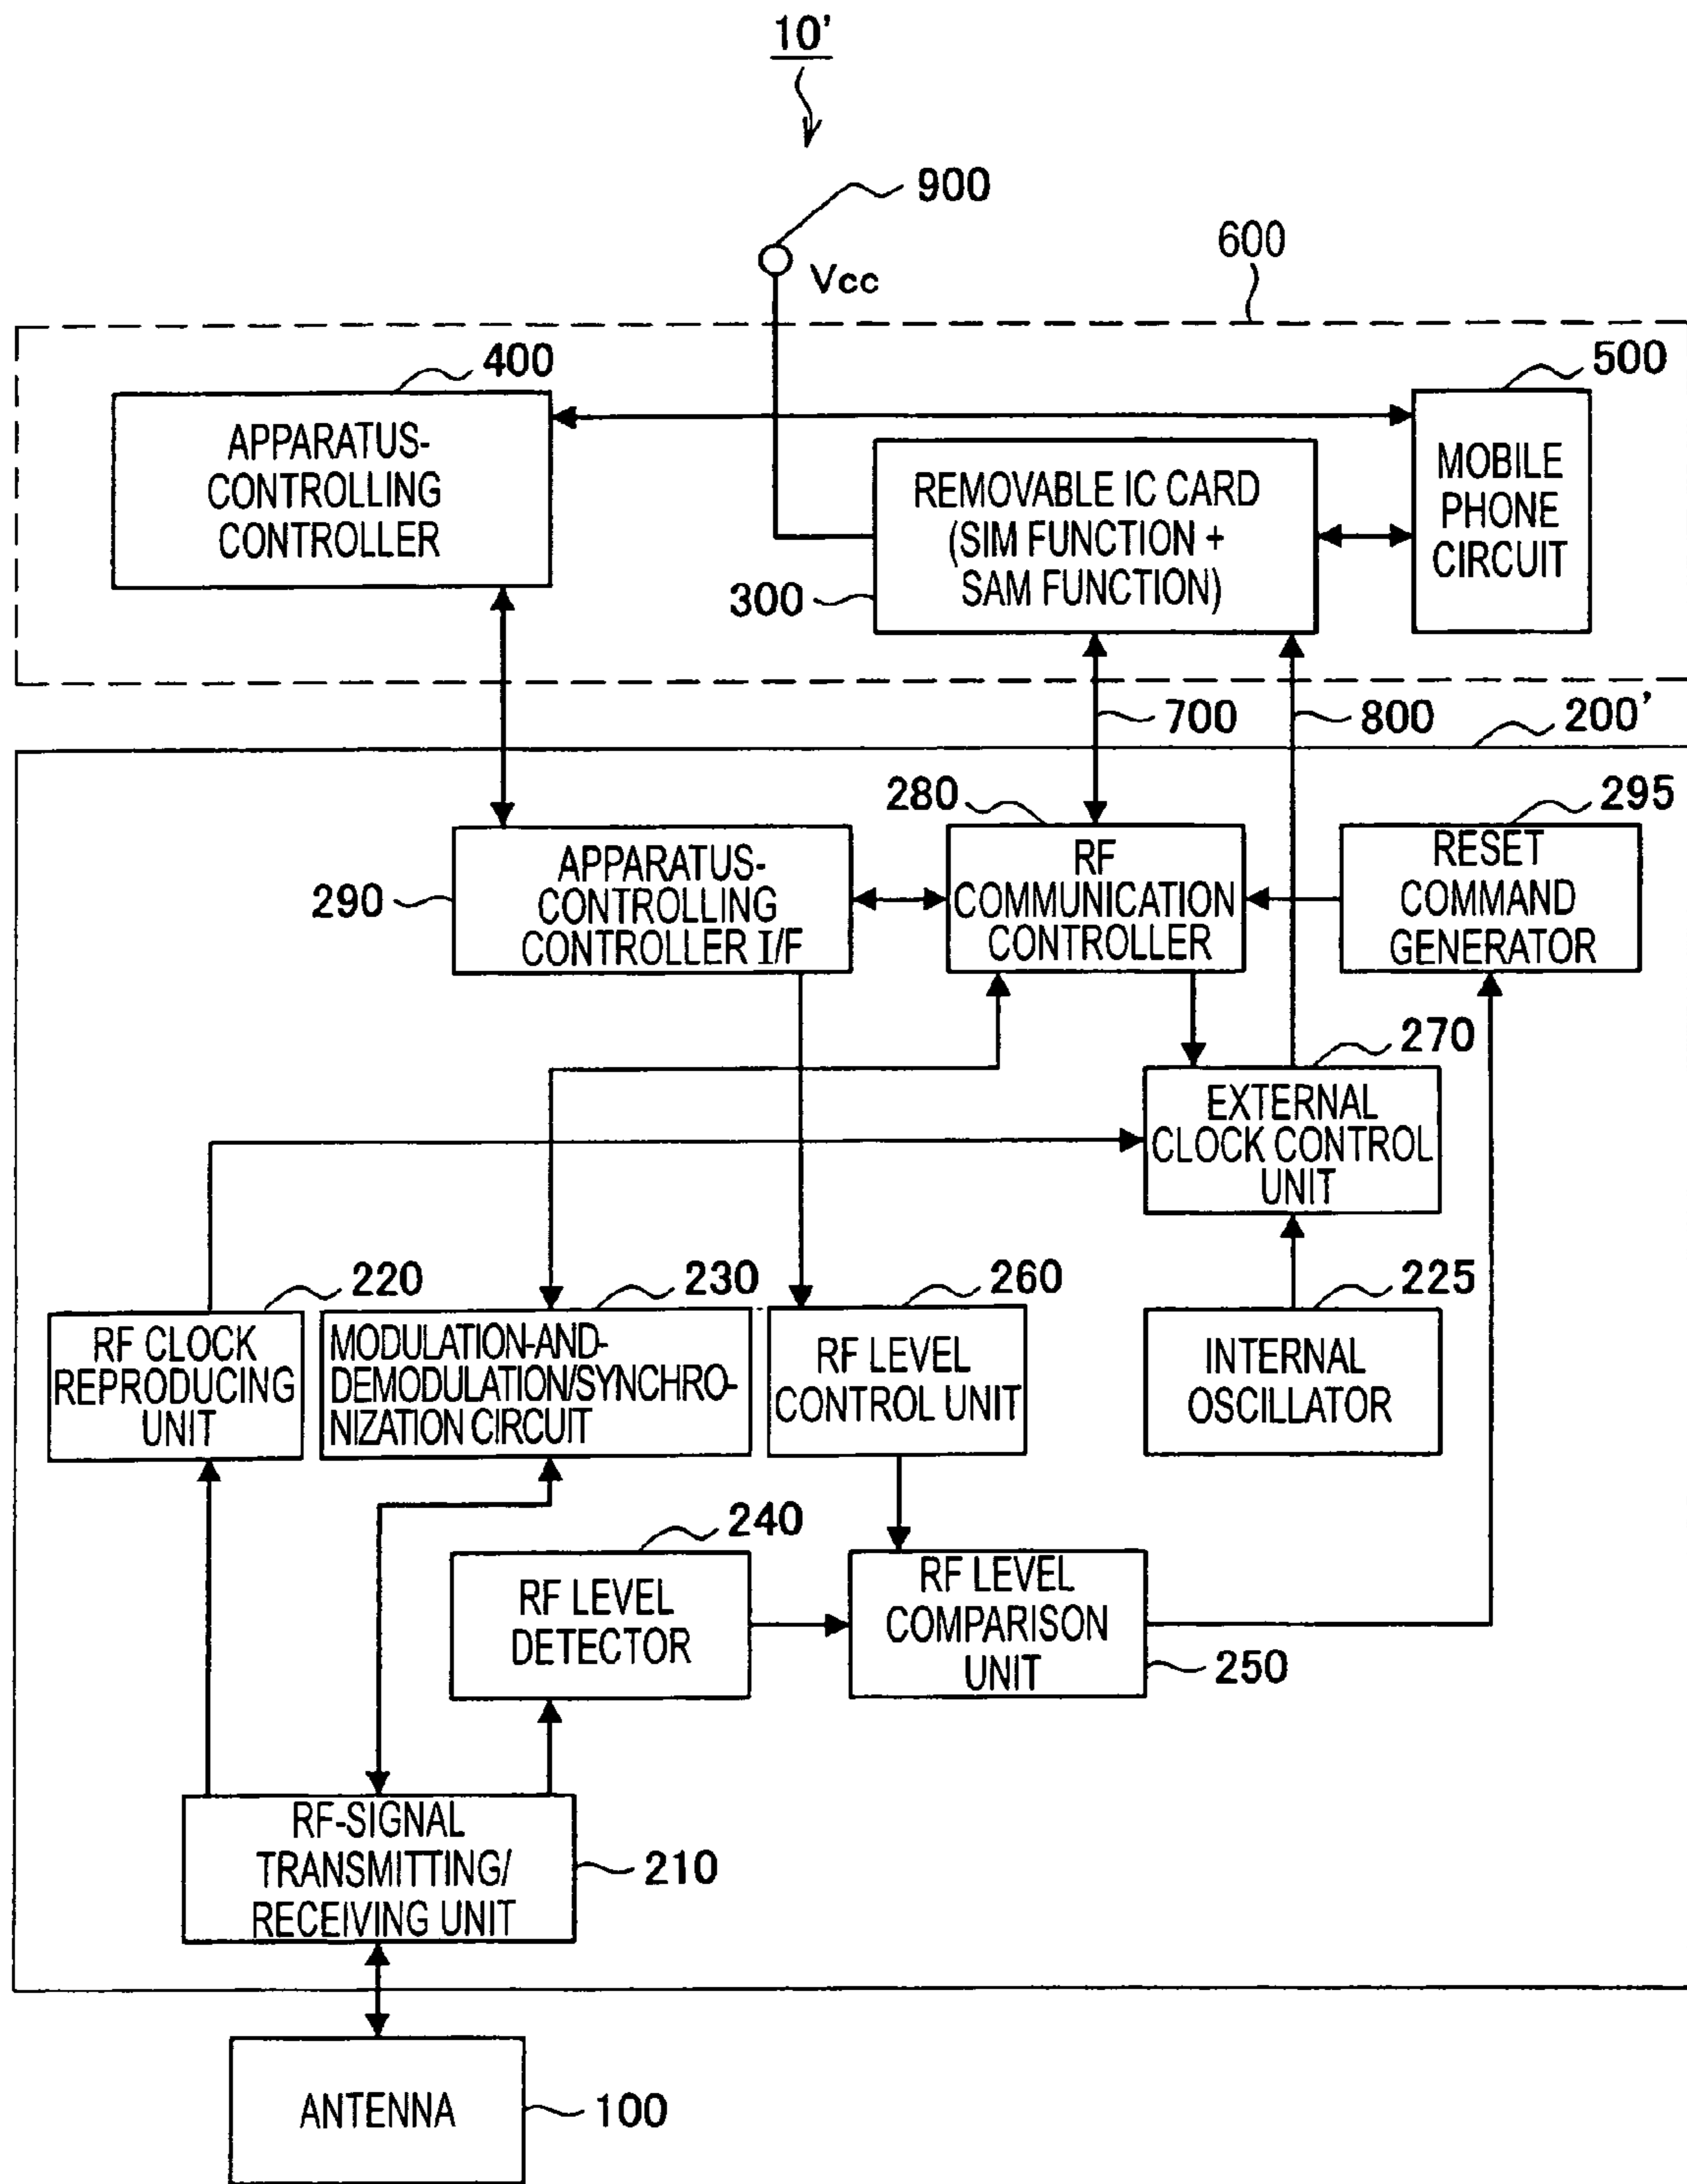 10'
900
Vcc
600
400
500
APPARATUS-
CONTROLLING
CONTROLLER
REMOVABLE IC CARD
(SIM FUNCTION +
SAM FUNCTION)
300
MOBILE
PHONE
CIRCUIT
700
800
200'
280
295
290
APPARATUS-
CONTROLLING
CONTROLLER I/F
RF
COMMUNICATION
CONTROLLER
RESET
COMMAND
GENERATOR
270
EXTERNAL
CLOCK CONTROL
UNIT
220
230
260
225
RF CLOCK
REPRODUCING
UNIT
MODULATION-AND-
DEMODULATION/SYNCHRO-
NIZATION CIRCUIT
RF LEVEL
CONTROL UNIT
INTERNAL
OSCILLATOR
240
RF LEVEL
DETECTOR
RF LEVEL
COMPARISON
UNIT
250
RF-SIGNAL
TRANSMITTING/
RECEIVING UNIT
210
ANTENNA
100